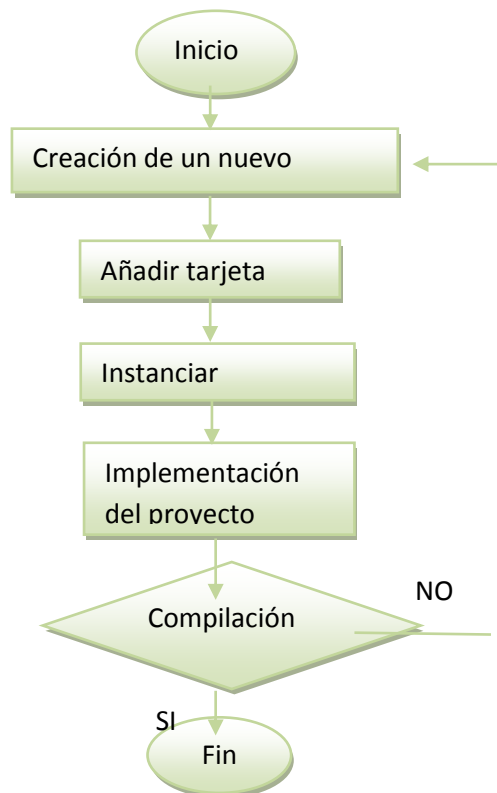 Inicio
Creación de un nuevo
Añadir tarjeta
Instanciar
Implementación
del proyecto
NO
Compilación
SI
Fin